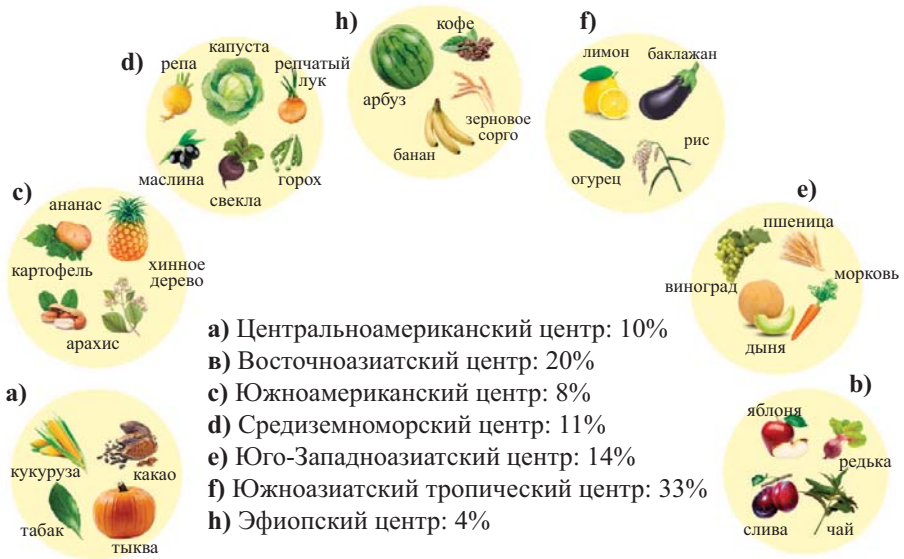 h)
кофе
арбуз
зерновое
сорго
банан
f)
лимон
баклажан
огурец
рис
d)
капуста
репа
репчатый
лук
маслина
свекла
горох
c)
ананас
картофель
хинное
дерево
арахис
e)
пшеница
виноград
морковь
дыня
a)
кукуруза
какао
табак
тыква
b)
яблоня
редька
слива
чай
a) Центральноамериканский центр: 10%
в) Восточноазиатский центр: 20%
c) Южноамериканский центр: 8%
d) Средиземноморский центр: 11%
e) Юго-Западноазиатский центр: 14%
f) Южноазиатский тропический центр: 33%
h) Эфиопский центр: 4%